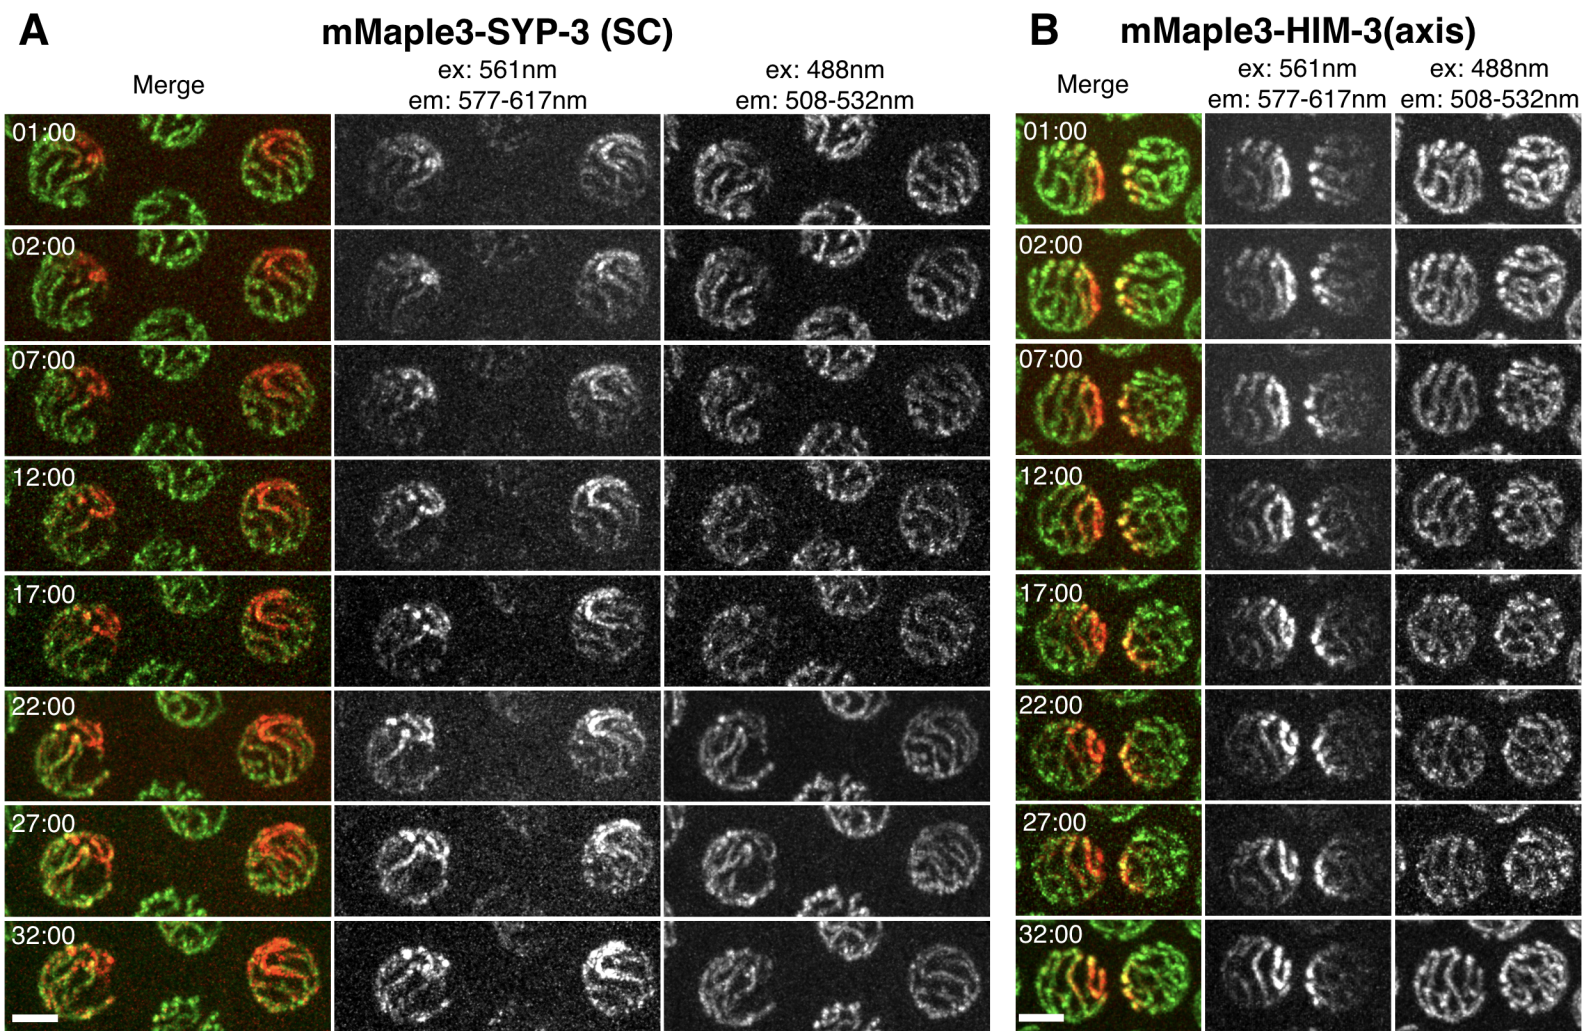 A
mMaple3-SYP-3 (SC)
Merge
ex: 561nm
em: 577-617nm
ex: 488nm
em: 508-532nm
01:00
02:00
07:00
12:00
17:00
22:00
27:00
32:00
B
mMaple3-HIM-3(axis)
Merge
ex: 561nm
em: 577-617nm
ex: 488nm
em: 508-532nm
01:00
02:00
07:00
12:00
17:00
22:00
27:00
32:00